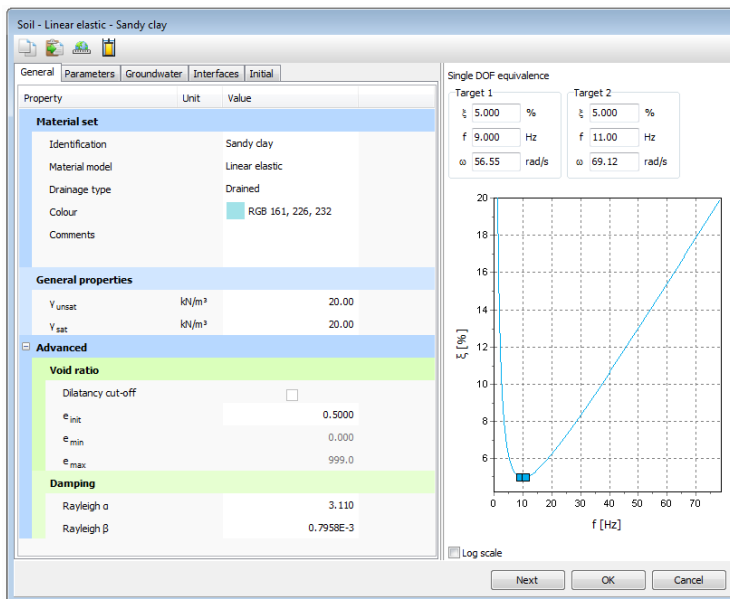 Soil - Linear elastic - Sandy clay
General Parameters Groundwater Interfaces Initial
Property Unit Value
Material set
Identification Sandy clay
Material model Linear elastic
Drainage type Drained
Colour RGB 161, 226, 232
Comments
General properties
γ unsat kN/m³ 20.00
γ sat kN/m³ 20.00
Advanced
Void ratio
Dilatancy cut-off
e init 0.5000
e min 0.000
e max 999.0
Damping
Rayleigh α 3.110
Rayleigh β 0.7958E-3
Single DOF equivalence
Target 1 Target 2
ξ 5.000 % ξ 5.000 %
f 9.000 Hz f 11.00 Hz
ω 56.55 rad/s ω 69.12 rad/s
20
18
16
14
12
10
8
6
ξ [%]
0 10 20 30 40 50 60 70
f [Hz]
Log scale
Next OK Cancel